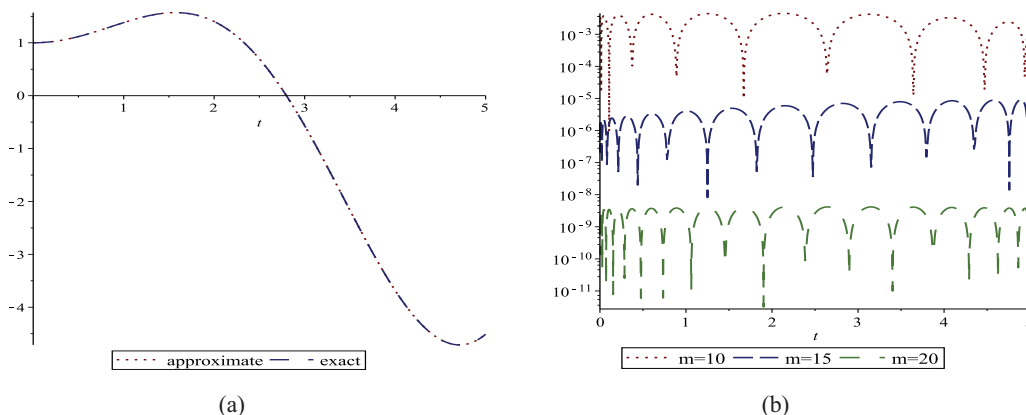 1
0
1
2
3
4
5
t
−1
−2
−3
−4
approximate exact
(a)
10⁻³
10⁻⁴
10⁻⁵
10⁻⁶
10⁻⁷
10⁻⁸
10⁻⁹
10⁻¹⁰
10⁻¹¹
0 1 2 3 4
t
m=10 m=15 m=20
(b)